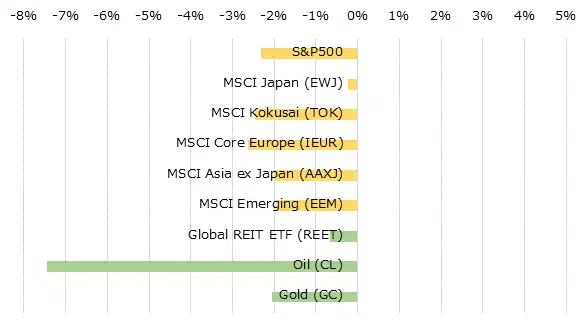 -8% -7% -6% -5% -4% -3% -2% -1% 0% 1% 2% 3% 4% 5%
S&P500
MSCI Japan (EWJ)
MSCI Kokusai (TOK)
MSCI Core Europe (IEUR)
MSCI Asia ex Japan (AAXJ)
MSCI Emerging (EEM)
Global REIT ETF (REET)
Oil (CL)
Gold (GC)